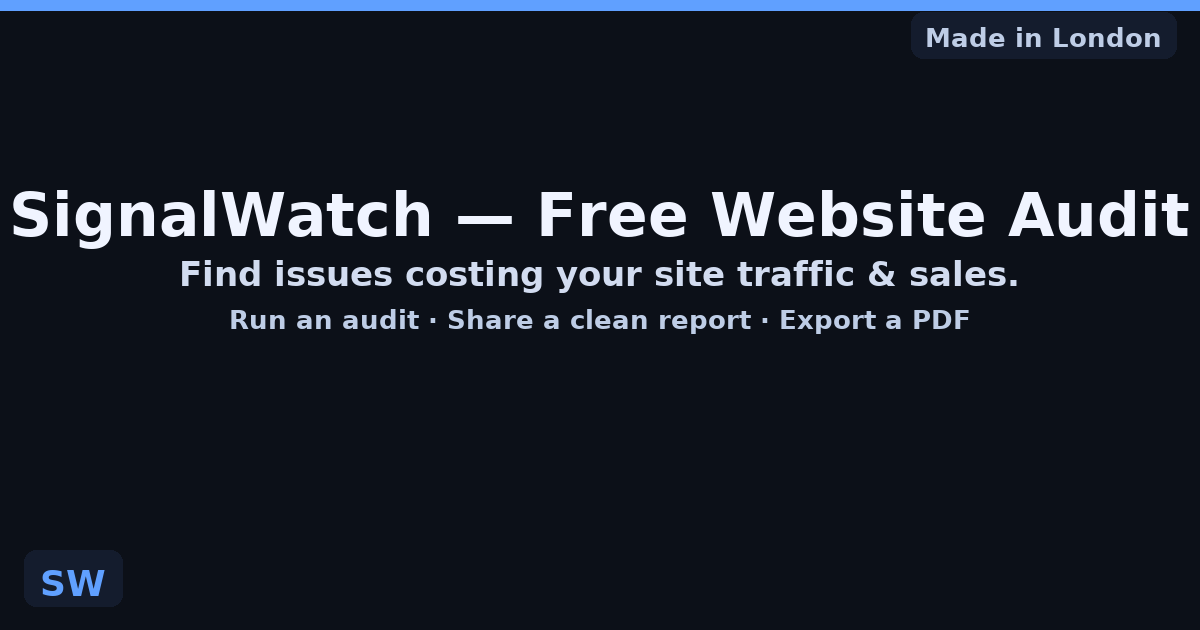 Made in London
SignalWatch — Free Website Audit
Find issues costing your site traffic & sales.
Run an audit · Share a clean report · Export a PDF
SW